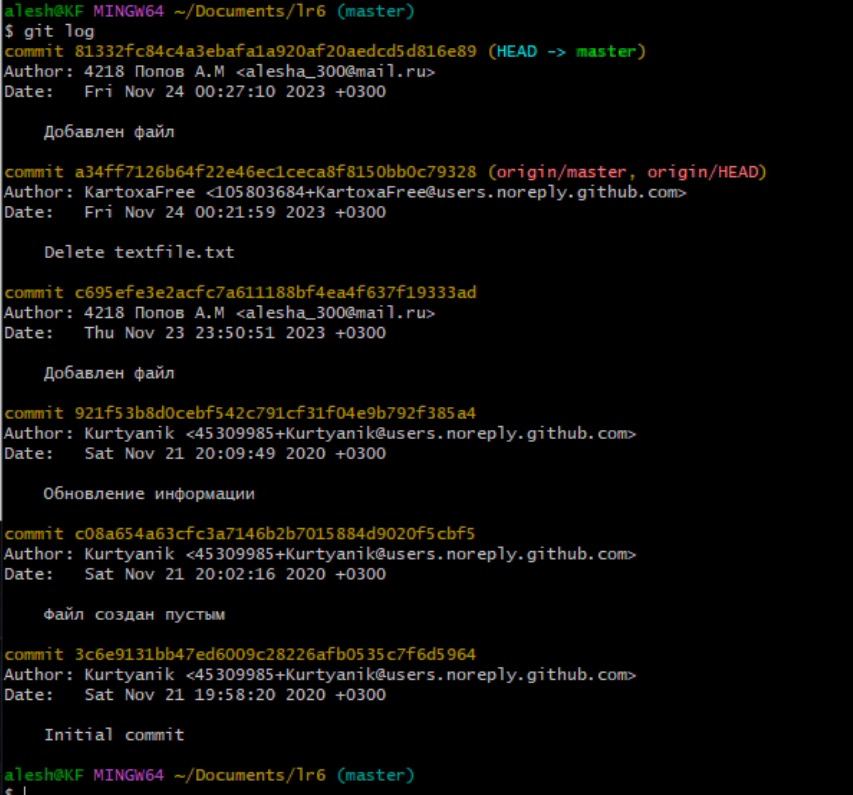 alesh@KF MINGW64 ~/Documents/lr6 (master)
$ git log
commit 81332fc84c4a3ebafa1a920af20aedcd5d816e89 (HEAD -> master)
Author: 4218 Попов А.М <alesha_300@mail.ru>
Date:   Fri Nov 24 00:27:10 2023 +0300
Добавлен файл
commit a34ff7126b64f22e46ec1ceca8f8150bb0c79328 (origin/master, origin/HEAD)
Author: KartoxaFree <105803684+KartoxaFree@users.noreply.github.com>
Date:   Fri Nov 24 00:21:59 2023 +0300
Delete textfile.txt
commit c695efe3e2acfc7a611188bf4ea4f637f19333ad
Author: 4218 Попов А.М <alesha_300@mail.ru>
Date:   Thu Nov 23 23:50:51 2023 +0300
Добавлен файл
commit 921f53b8d0cebf542c791cf31f04e9b792f385a4
Author: Kurtyanik <45309985+Kurtyanik@users.noreply.github.com>
Date:   Sat Nov 21 20:09:49 2020 +0300
Обновление информации
commit c08a654a63cfc3a7146b2b7015884d9020f5cbf5
Author: Kurtyanik <45309985+Kurtyanik@users.noreply.github.com>
Date:   Sat Nov 21 20:02:16 2020 +0300
Файл создан пустым
commit 3c6e9131bb47ed6009c28226afb0535c7f6d5964
Author: Kurtyanik <45309985+Kurtyanik@users.noreply.github.com>
Date:   Sat Nov 21 19:58:20 2020 +0300
Initial commit
alesh@KF MINGW64 ~/Documents/lr6 (master)
$